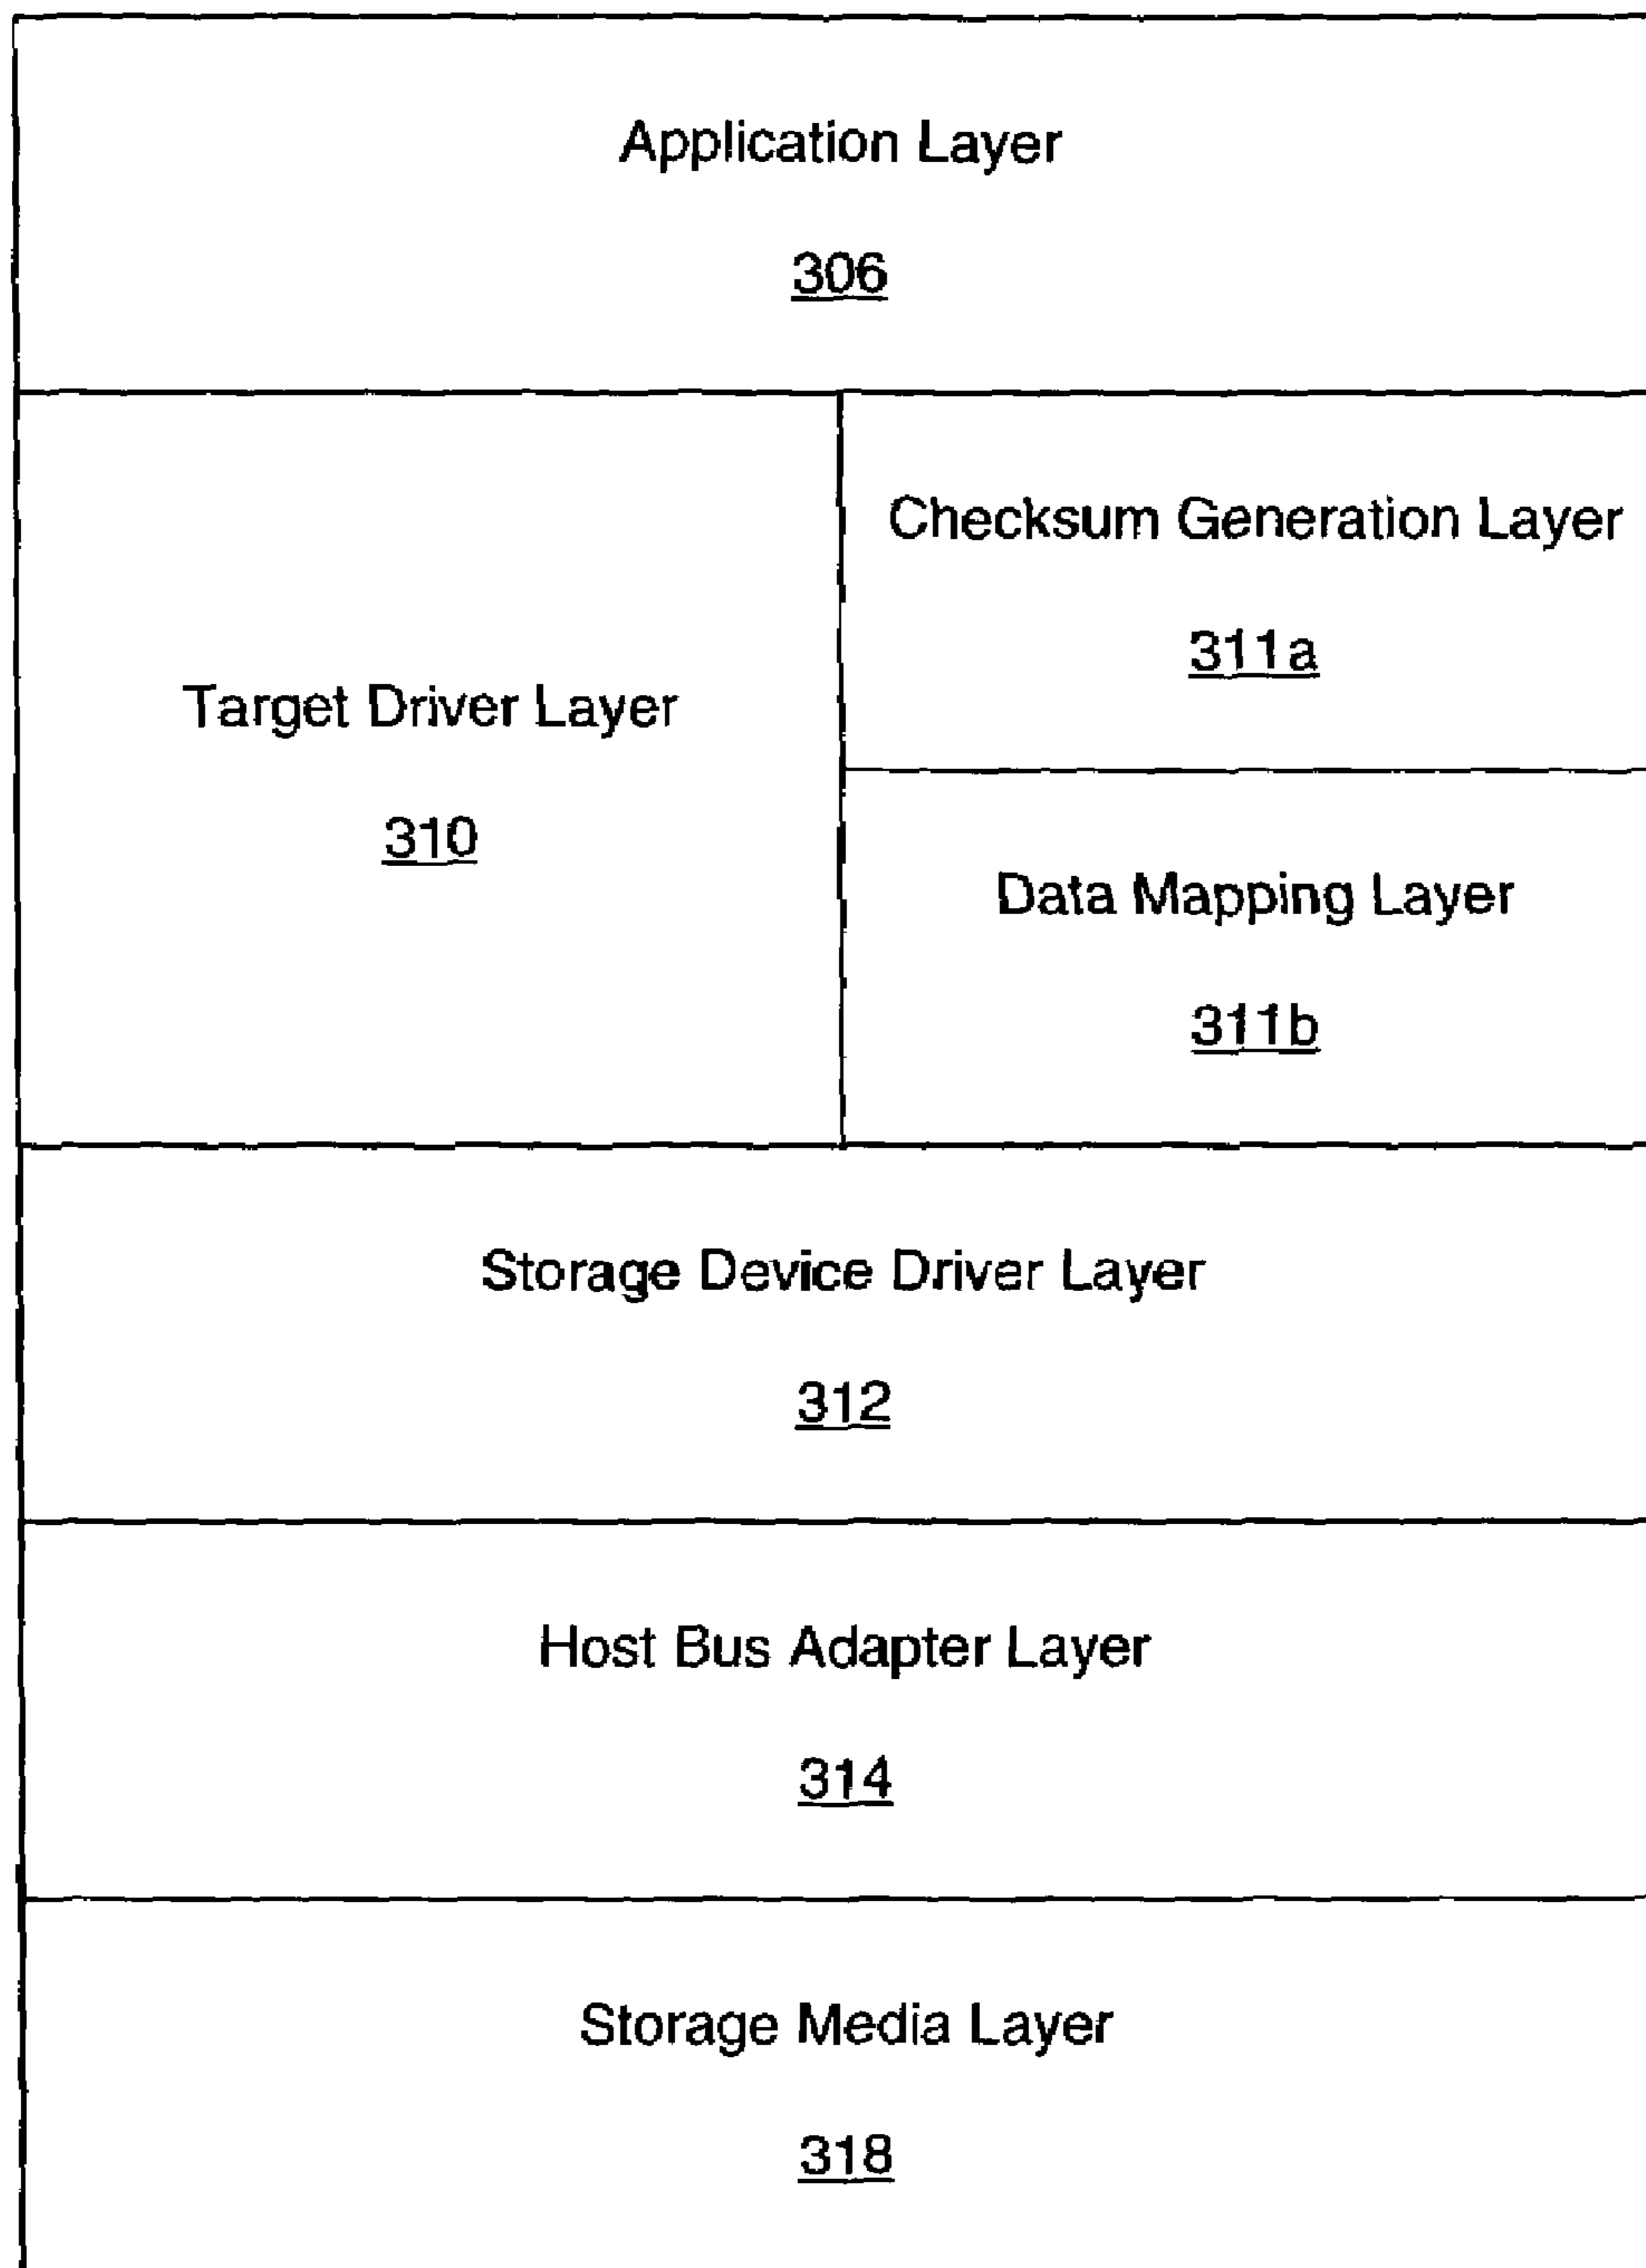 Application Layer
306
Checksum Generation Layer
311a
Target Driver Layer
310
Data Mapping Layer
311b
Storage Device Driver Layer
312
Host Bus Adapter Layer
314
Storage Media Layer
318